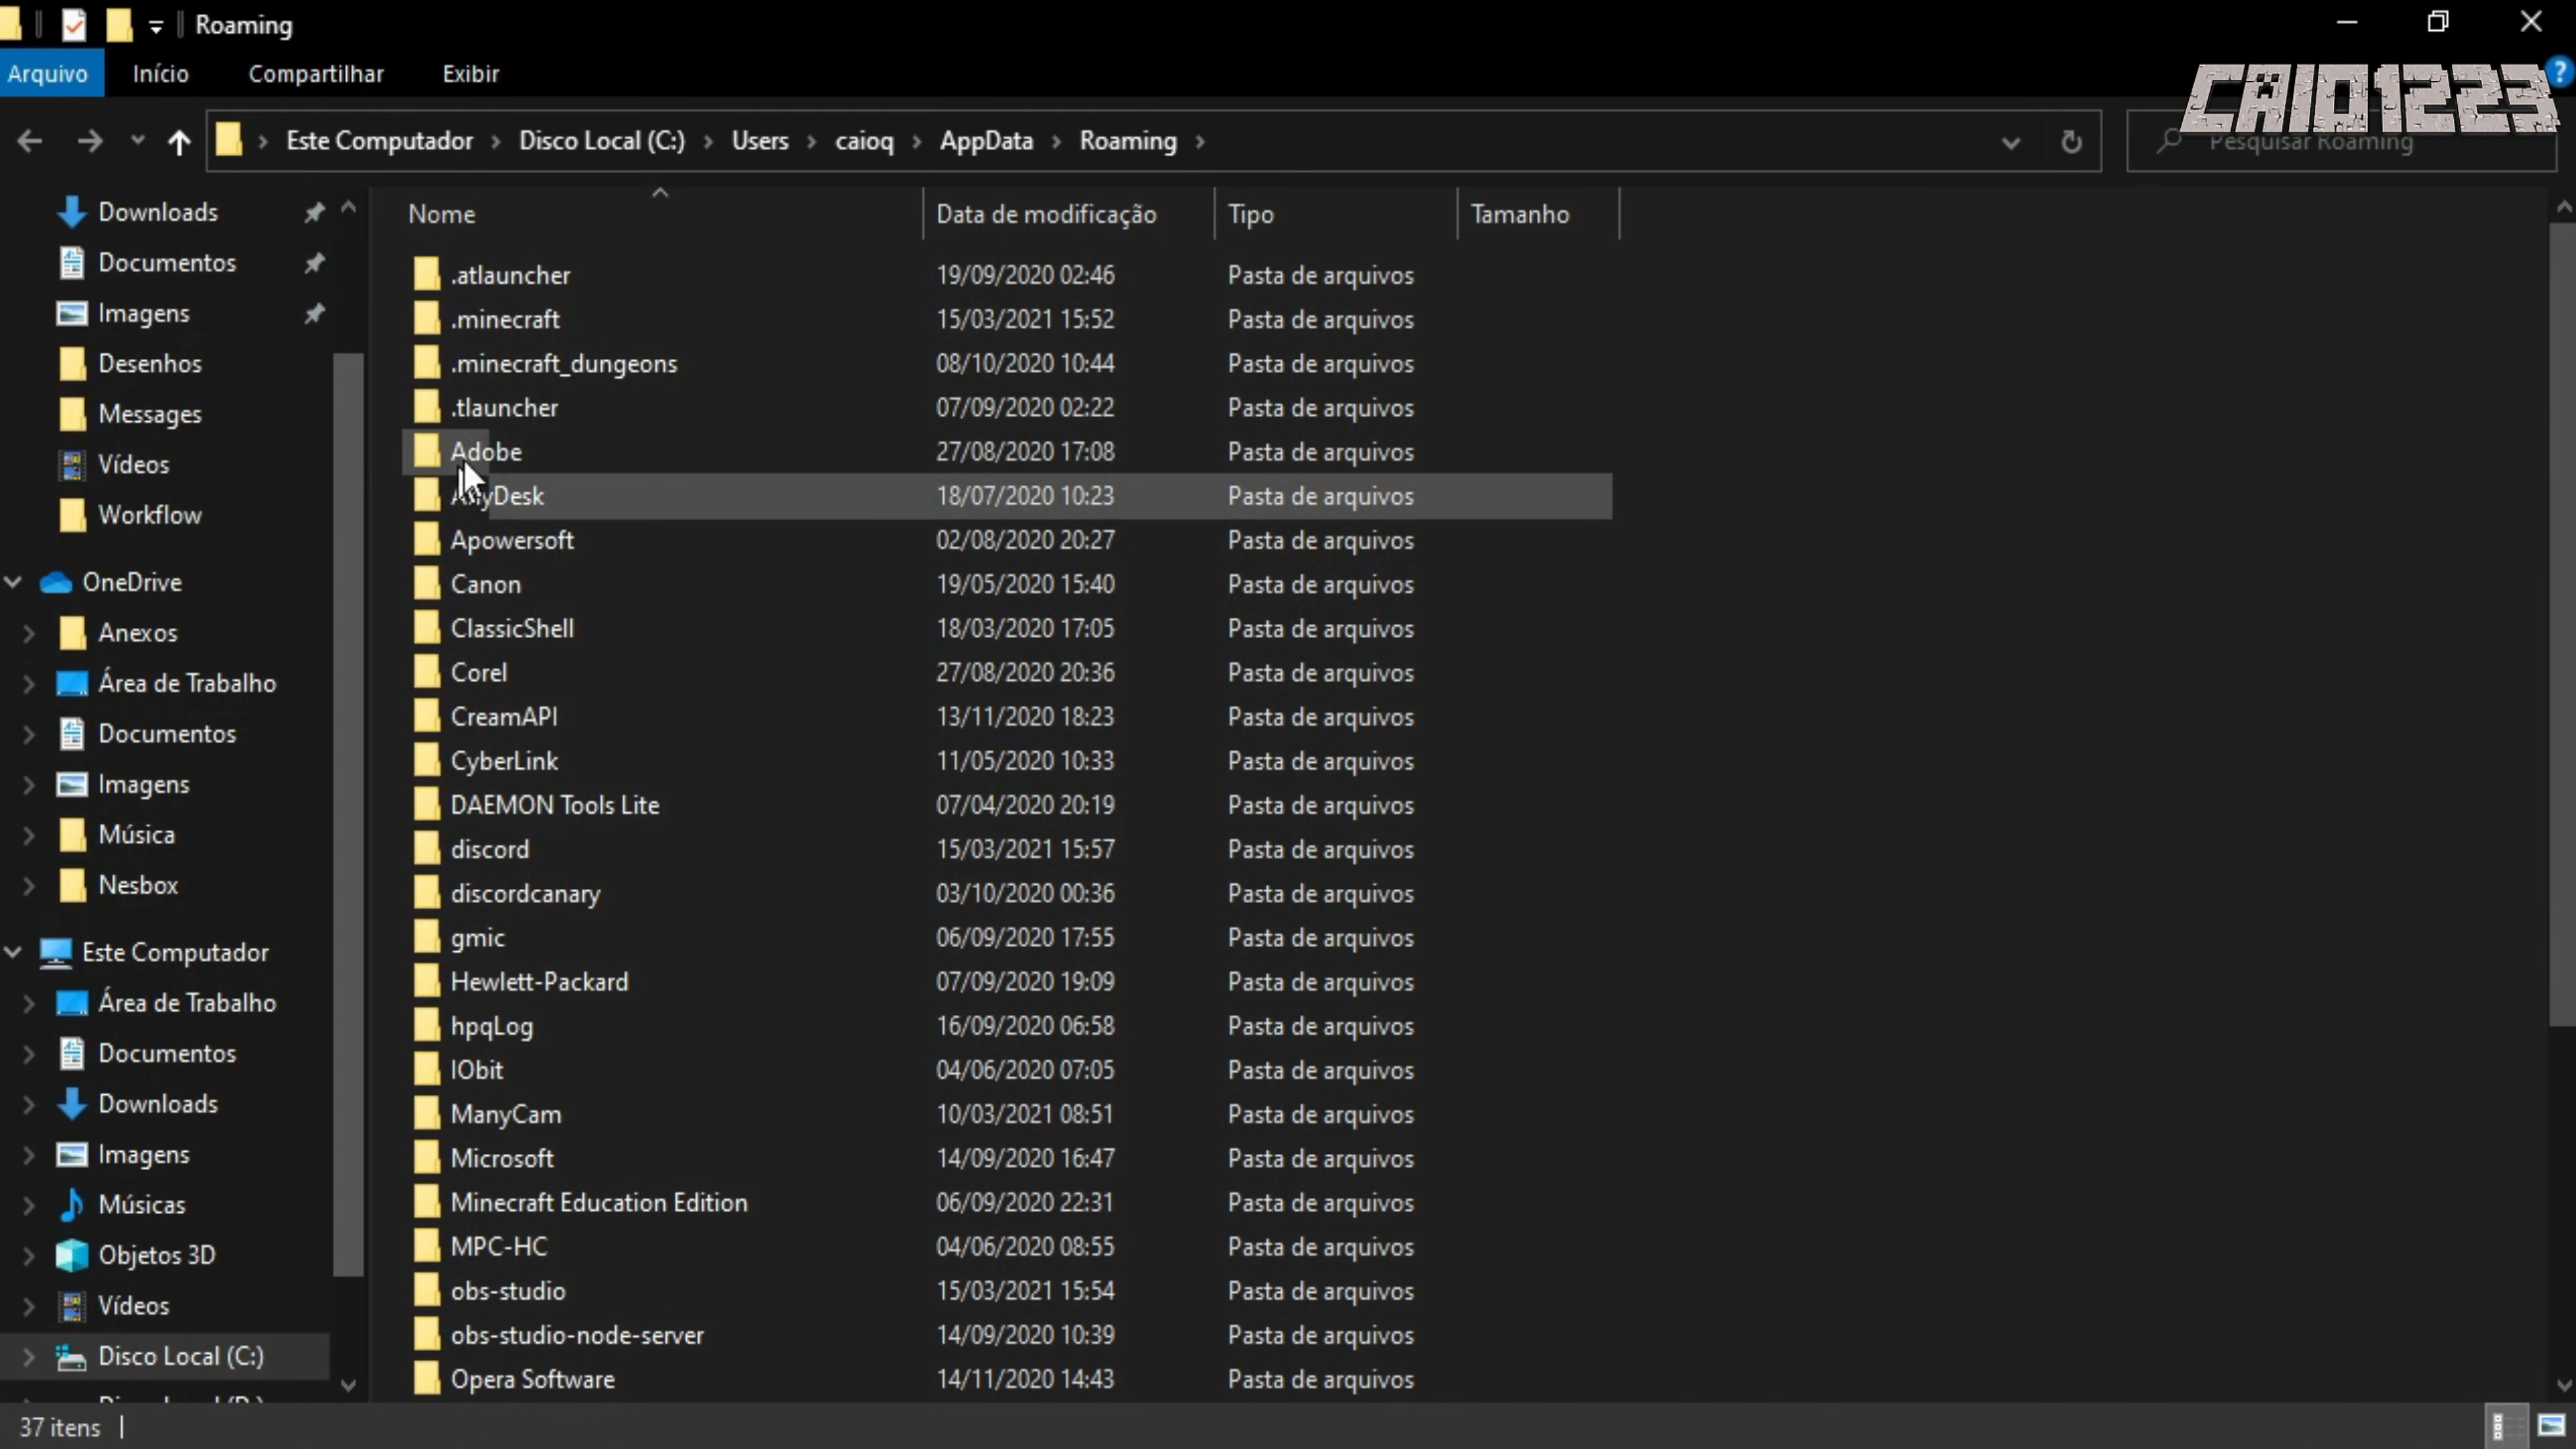 Roaming
Arquivo Início Compartilhar Exibir
CAIO1223
Este Computador Disco Local (C:) Users caioq AppData Roaming
Pesquisar Roaming
Downloads
Documentos
Imagens
Desenhos
Messages
Vídeos
Workflow
OneDrive
Anexos
Área de Trabalho
Documentos
Imagens
Música
Nesbox
Este Computador
Área de Trabalho
Documentos
Downloads
Imagens
Músicas
Objetos 3D
Vídeos
Disco Local (C:)
Nome Data de modificação Tipo Tamanho
.atlauncher 19/09/2020 02:46 Pasta de arquivos
.minecraft 15/03/2021 15:52 Pasta de arquivos
.minecraft_dungeons 08/10/2020 10:44 Pasta de arquivos
.tlauncher 07/09/2020 02:22 Pasta de arquivos
Adobe 27/08/2020 17:08 Pasta de arquivos
AnyDesk 18/07/2020 10:23 Pasta de arquivos
Apowersoft 02/08/2020 20:27 Pasta de arquivos
Canon 19/05/2020 15:40 Pasta de arquivos
ClassicShell 18/03/2020 17:05 Pasta de arquivos
Corel 27/08/2020 20:36 Pasta de arquivos
CreamAPI 13/11/2020 18:23 Pasta de arquivos
CyberLink 11/05/2020 10:33 Pasta de arquivos
DAEMON Tools Lite 07/04/2020 20:19 Pasta de arquivos
discord 15/03/2021 15:57 Pasta de arquivos
discordcanary 03/10/2020 00:36 Pasta de arquivos
gmic 06/09/2020 17:55 Pasta de arquivos
Hewlett-Packard 07/09/2020 19:09 Pasta de arquivos
hpqLog 16/09/2020 06:58 Pasta de arquivos
IObit 04/06/2020 07:05 Pasta de arquivos
ManyCam 10/03/2021 08:51 Pasta de arquivos
Microsoft 14/09/2020 16:47 Pasta de arquivos
Minecraft Education Edition 06/09/2020 22:31 Pasta de arquivos
MPC-HC 04/06/2020 08:55 Pasta de arquivos
obs-studio 15/03/2021 15:54 Pasta de arquivos
obs-studio-node-server 14/09/2020 10:39 Pasta de arquivos
Opera Software 14/11/2020 14:43 Pasta de arquivos
37 itens